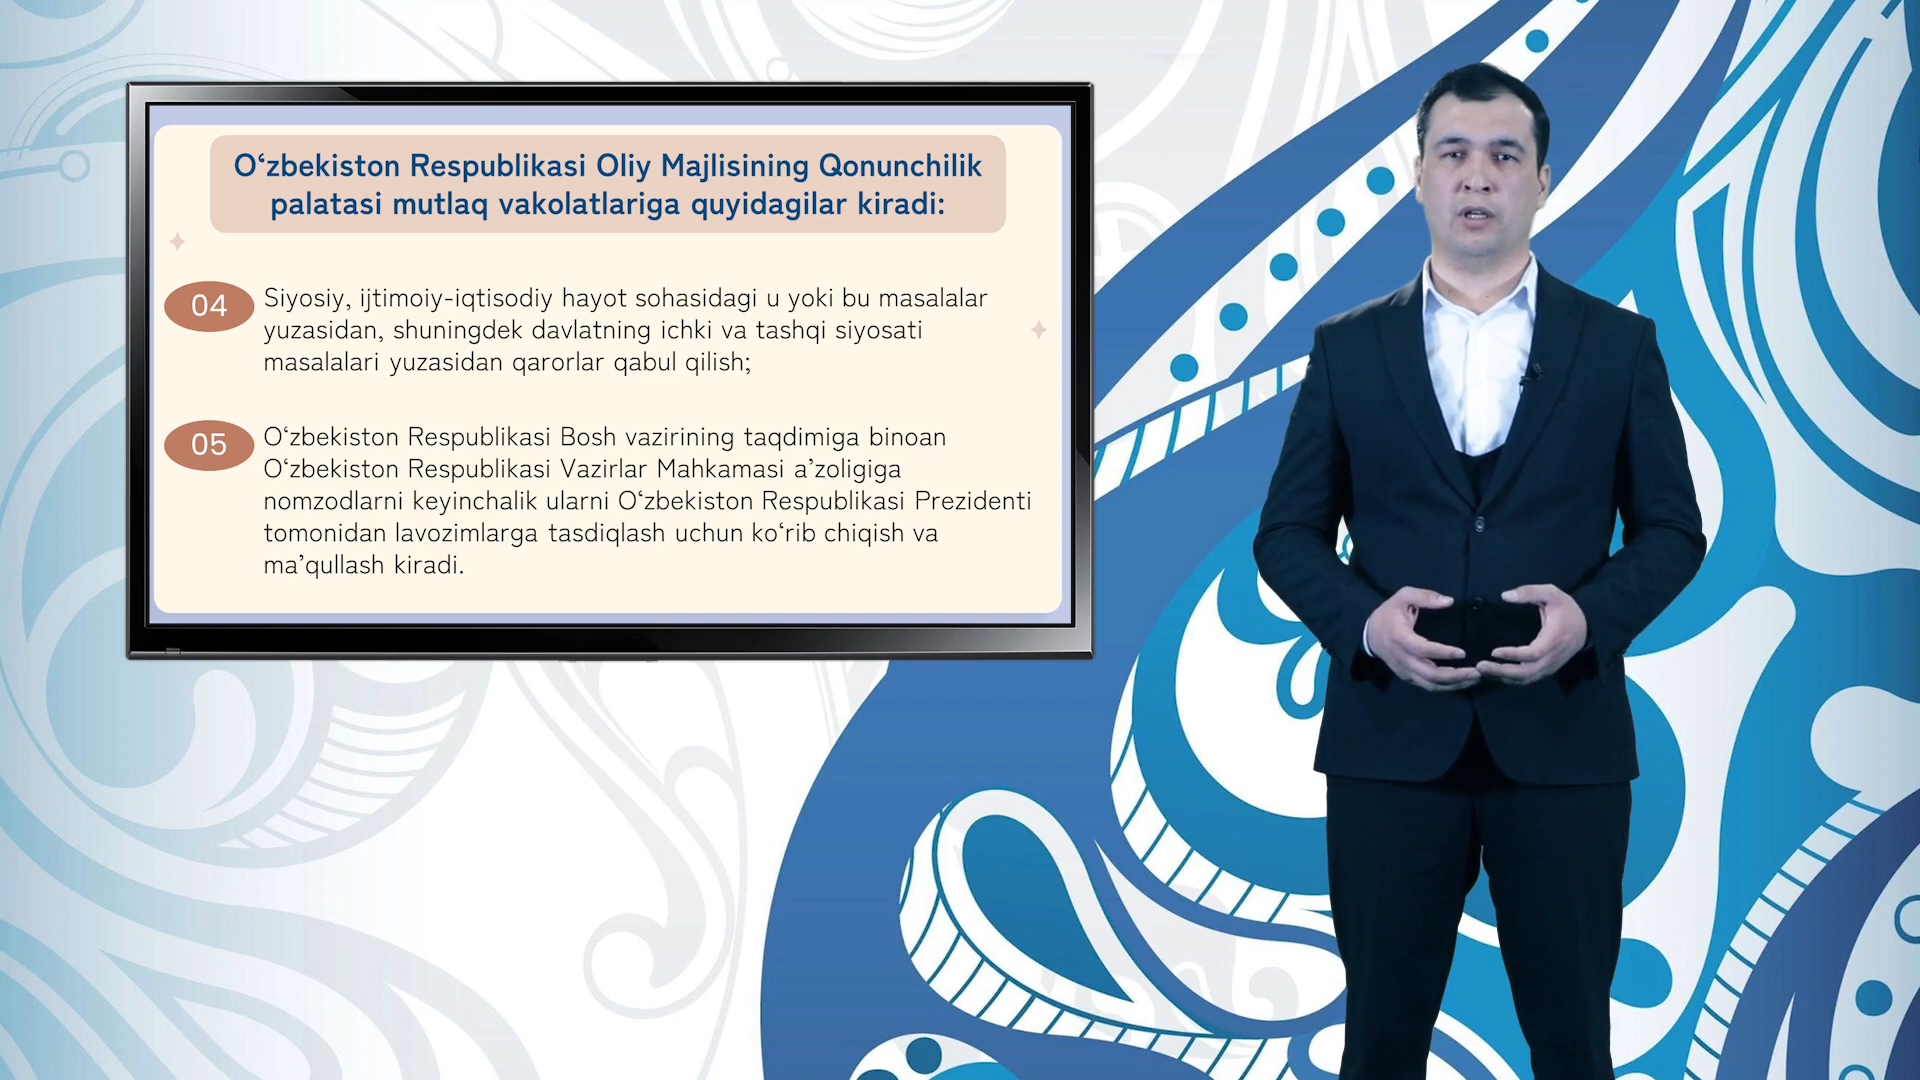 O‘zbekiston Respublikasi Oliy Majlisining Qonunchilik
palatasi mutlaq vakolatlariga quyidagilar kiradi:
04
Siyosiy, ijtimoiy-iqtisodiy hayot sohasidagi u yoki bu masalalar
yuzasidan, shuningdek davlatning ichki va tashqi siyosati
masalalari yuzasidan qarorlar qabul qilish;
05
O‘zbekiston Respublikasi Bosh vazirining taqdimiga binoan
O‘zbekiston Respublikasi Vazirlar Mahkamasi a’zoligiga
nomzodlarni keyinchalik ularni O‘zbekiston Respublikasi Prezidenti
tomonidan lavozimlarga tasdiqlash uchun ko‘rib chiqish va
ma’qullash kiradi.